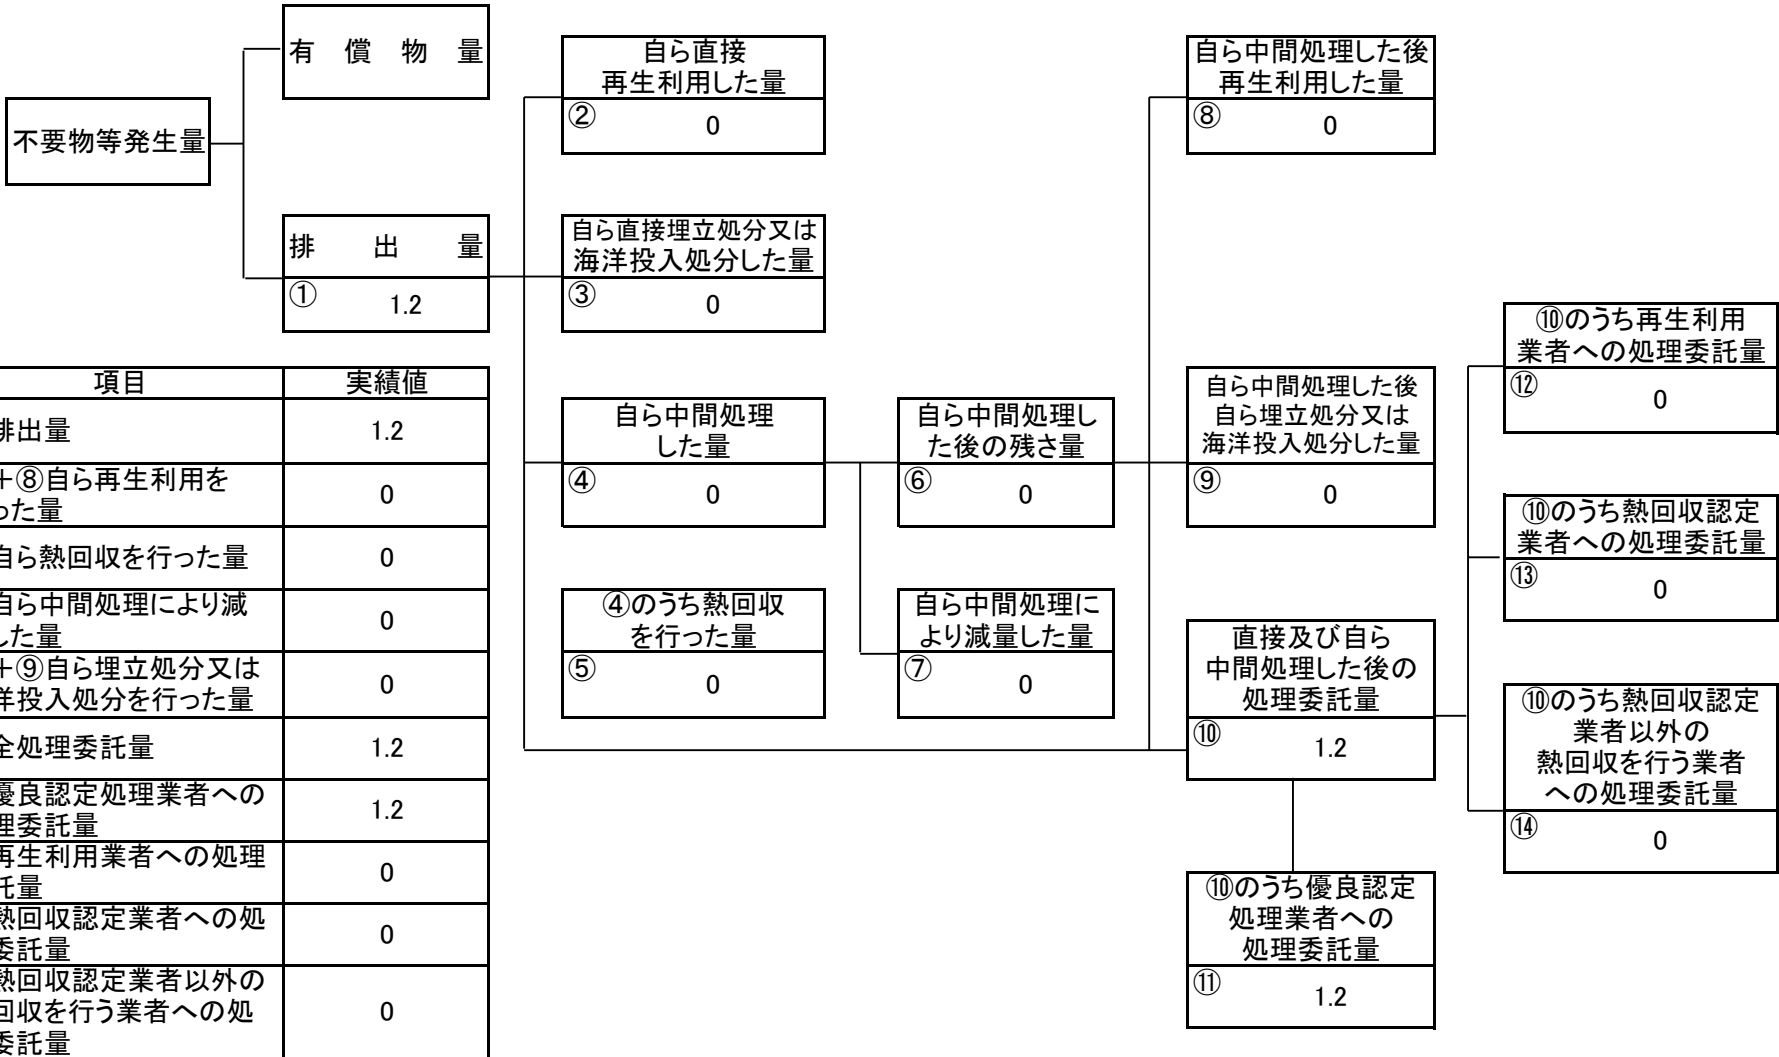 有　償　物　量
不要物等発生量
排　出　量
① 1.2
自ら直接
再生利用した量
② 0
自ら直接埋立処分又は
海洋投入処分した量
③ 0
自ら中間処理
した量
④ 0
④のうち熱回収
を行った量
⑤ 0
自ら中間処理し
た後の残さ量
⑥ 0
自ら中間処理に
より減量した量
⑦ 0
自ら中間処理した後
再生利用した量
⑧ 0
自ら中間処理した後
自ら埋立処分又は
海洋投入処分した量
⑨ 0
直接及び自ら
中間処理した後の
処理委託量
⑩ 1.2
⑩のうち優良認定
処理業者への
処理委託量
⑪ 1.2
⑩のうち再生利用
業者への処理委託量
⑫ 0
⑩のうち熱回収認定
業者への処理委託量
⑬ 0
⑩のうち熱回収認定
業者以外の
熱回収を行う業者
への処理委託量
⑭ 0
項目 実績値
排出量 1.2
+⑧自ら再生利用を
った量 0
自ら熱回収を行った量 0
自ら中間処理により減
した量 0
+⑨自ら埋立処分又は
洋投入処分を行った量 0
全処理委託量 1.2
優良認定処理業者への
理委託量 1.2
再生利用業者への処理
託量 0
熱回収認定業者への処
委託量 0
熱回収認定業者以外の
回収を行う業者への処
委託量 0